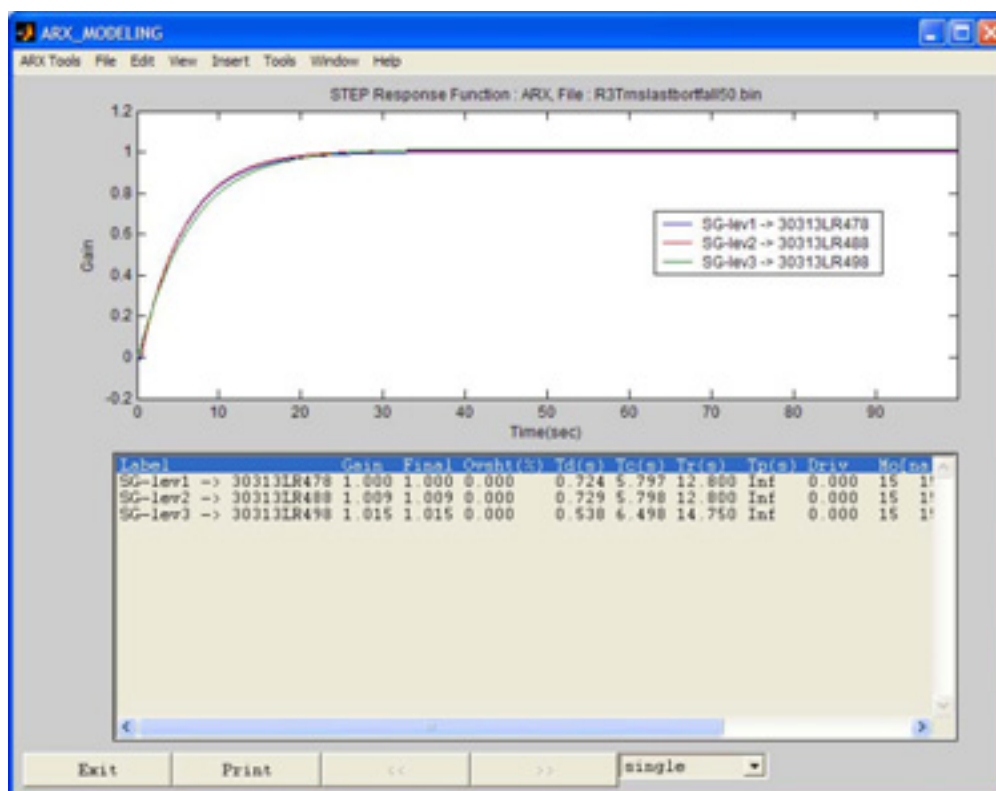 ARX_MODELING
ARX Tools File Edit View Insert Tools Window Help
STEP Response Function : ARX, File : R3Trnslastbortfall50.bin
1.2
1
0.8
0.6
0.4
0.2
0
-0.2
Gain
SG-lev1 -> 30313LR478
SG-lev2 -> 30313LR488
SG-lev3 -> 30313LR498
0 10 20 30 40 50 60 70 80 90
Time(sec)
Label Gain Final Ovsht(%) Td(s) Tc(s) Tr(s) Tp(s) Driv Mo[na
SG-lev1 -> 30313LR478 1.000 1.000 0.000 0.724 5.797 12.800 Inf 0.000 15
SG-lev2 -> 30313LR488 1.009 1.009 0.000 0.729 5.798 12.800 Inf 0.000 15
SG-lev3 -> 30313LR498 1.015 1.015 0.000 0.538 6.498 14.750 Inf 0.000 15
Exit Print << >> single